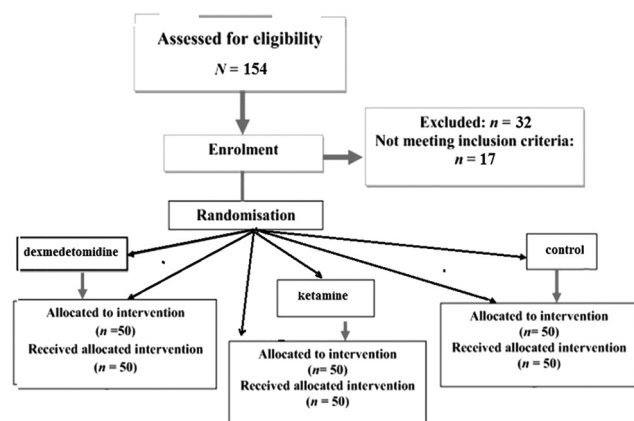 Assessed for eligibility
N = 154
Excluded: n = 32
Not meeting inclusion criteria:
n = 17
Enrolment
Randomisation
dexmedetomidine
control
ketamine
Allocated to intervention
(n =50)
Received allocated intervention
(n = 50)
Allocated to intervention
(n= 50)
Received allocated intervention
(n = 50)
Allocated to intervention
(n= 50)
Received allocated intervention
(n = 50)